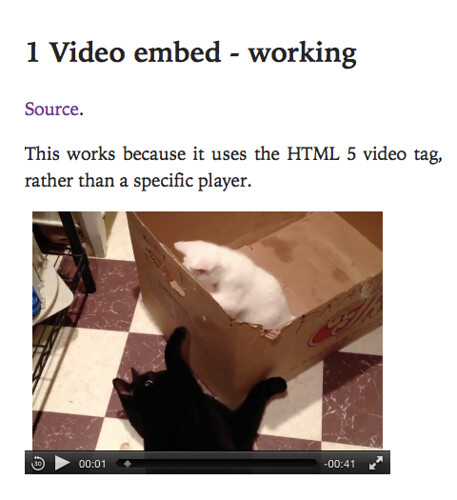 1 Video embed - working
Source.
This works because it uses the HTML 5 video tag,
rather than a specific player.
30 00:01 -00:41